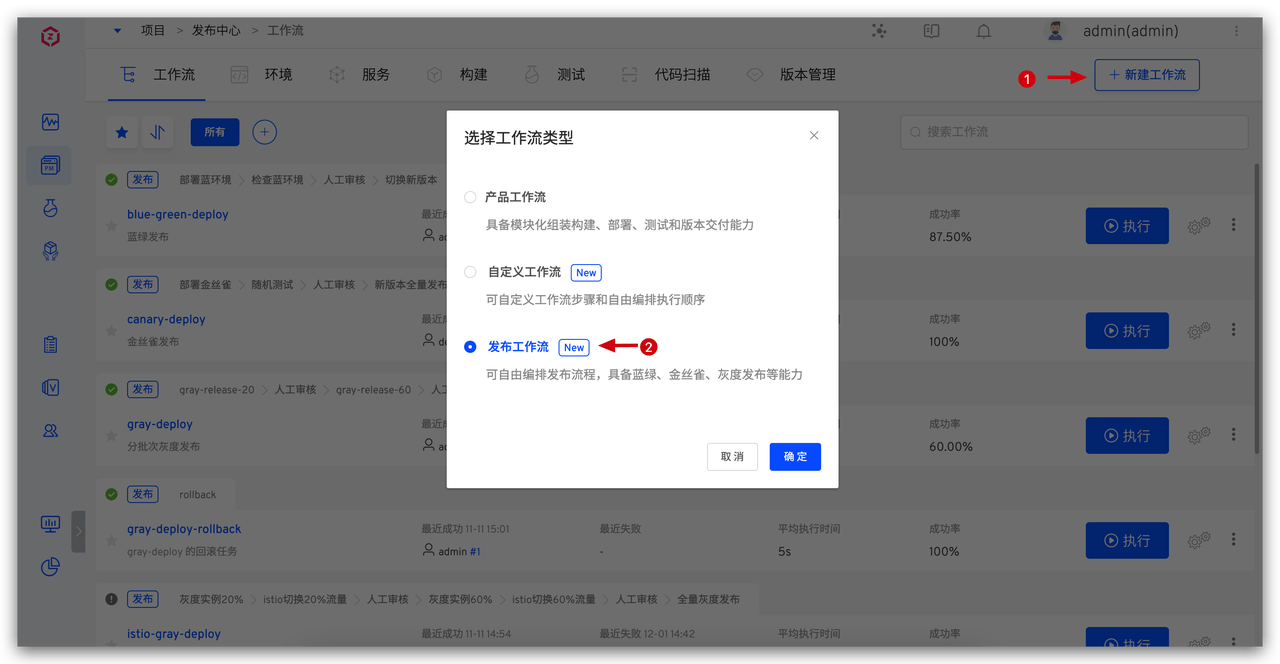 项目 > 发布中心 > 工作流 admin(admin)
工作流 环境 服务 构建 测试 代码扫描 版本管理 1 + 新建工作流
所有 搜索工作流
选择工作流类型
产品工作流
具备模块化组装构建、部署、测试和版本交付能力
自定义工作流 New
可自定义工作流步骤和自由编排执行顺序
发布工作流 New 2
可自由编排发布流程，具备蓝绿、金丝雀、灰度发布等能力
取消 确定
发布 部署蓝环境 检查蓝环境 人工审核 切换新版本
blue-green-deploy 成功率
蓝绿发布 87.50% 执行
发布 部署金丝雀 随机测试 人工审核 新版本全量发布
canary-deploy 成功率
金丝雀发布 100% 执行
发布 gray-release-20 人工审核 gray-release-60
gray-deploy 成功率
分批次灰度发布 60.00% 执行
发布 rollback
gray-deploy-rollback 最近成功 11-11 15:01 最近失败 平均执行时间 成功率
gray-deploy 的回滚任务 admin #1 - 5s 100% 执行
发布 灰度实例20% istio切换20%流量 人工审核 灰度实例60% istio切换60%流量 人工审核 全量灰度发布
istio-gray-deploy 最近成功 11-11 14:54 最近失败 12-01 14:42 平均执行时间 成功率 执行